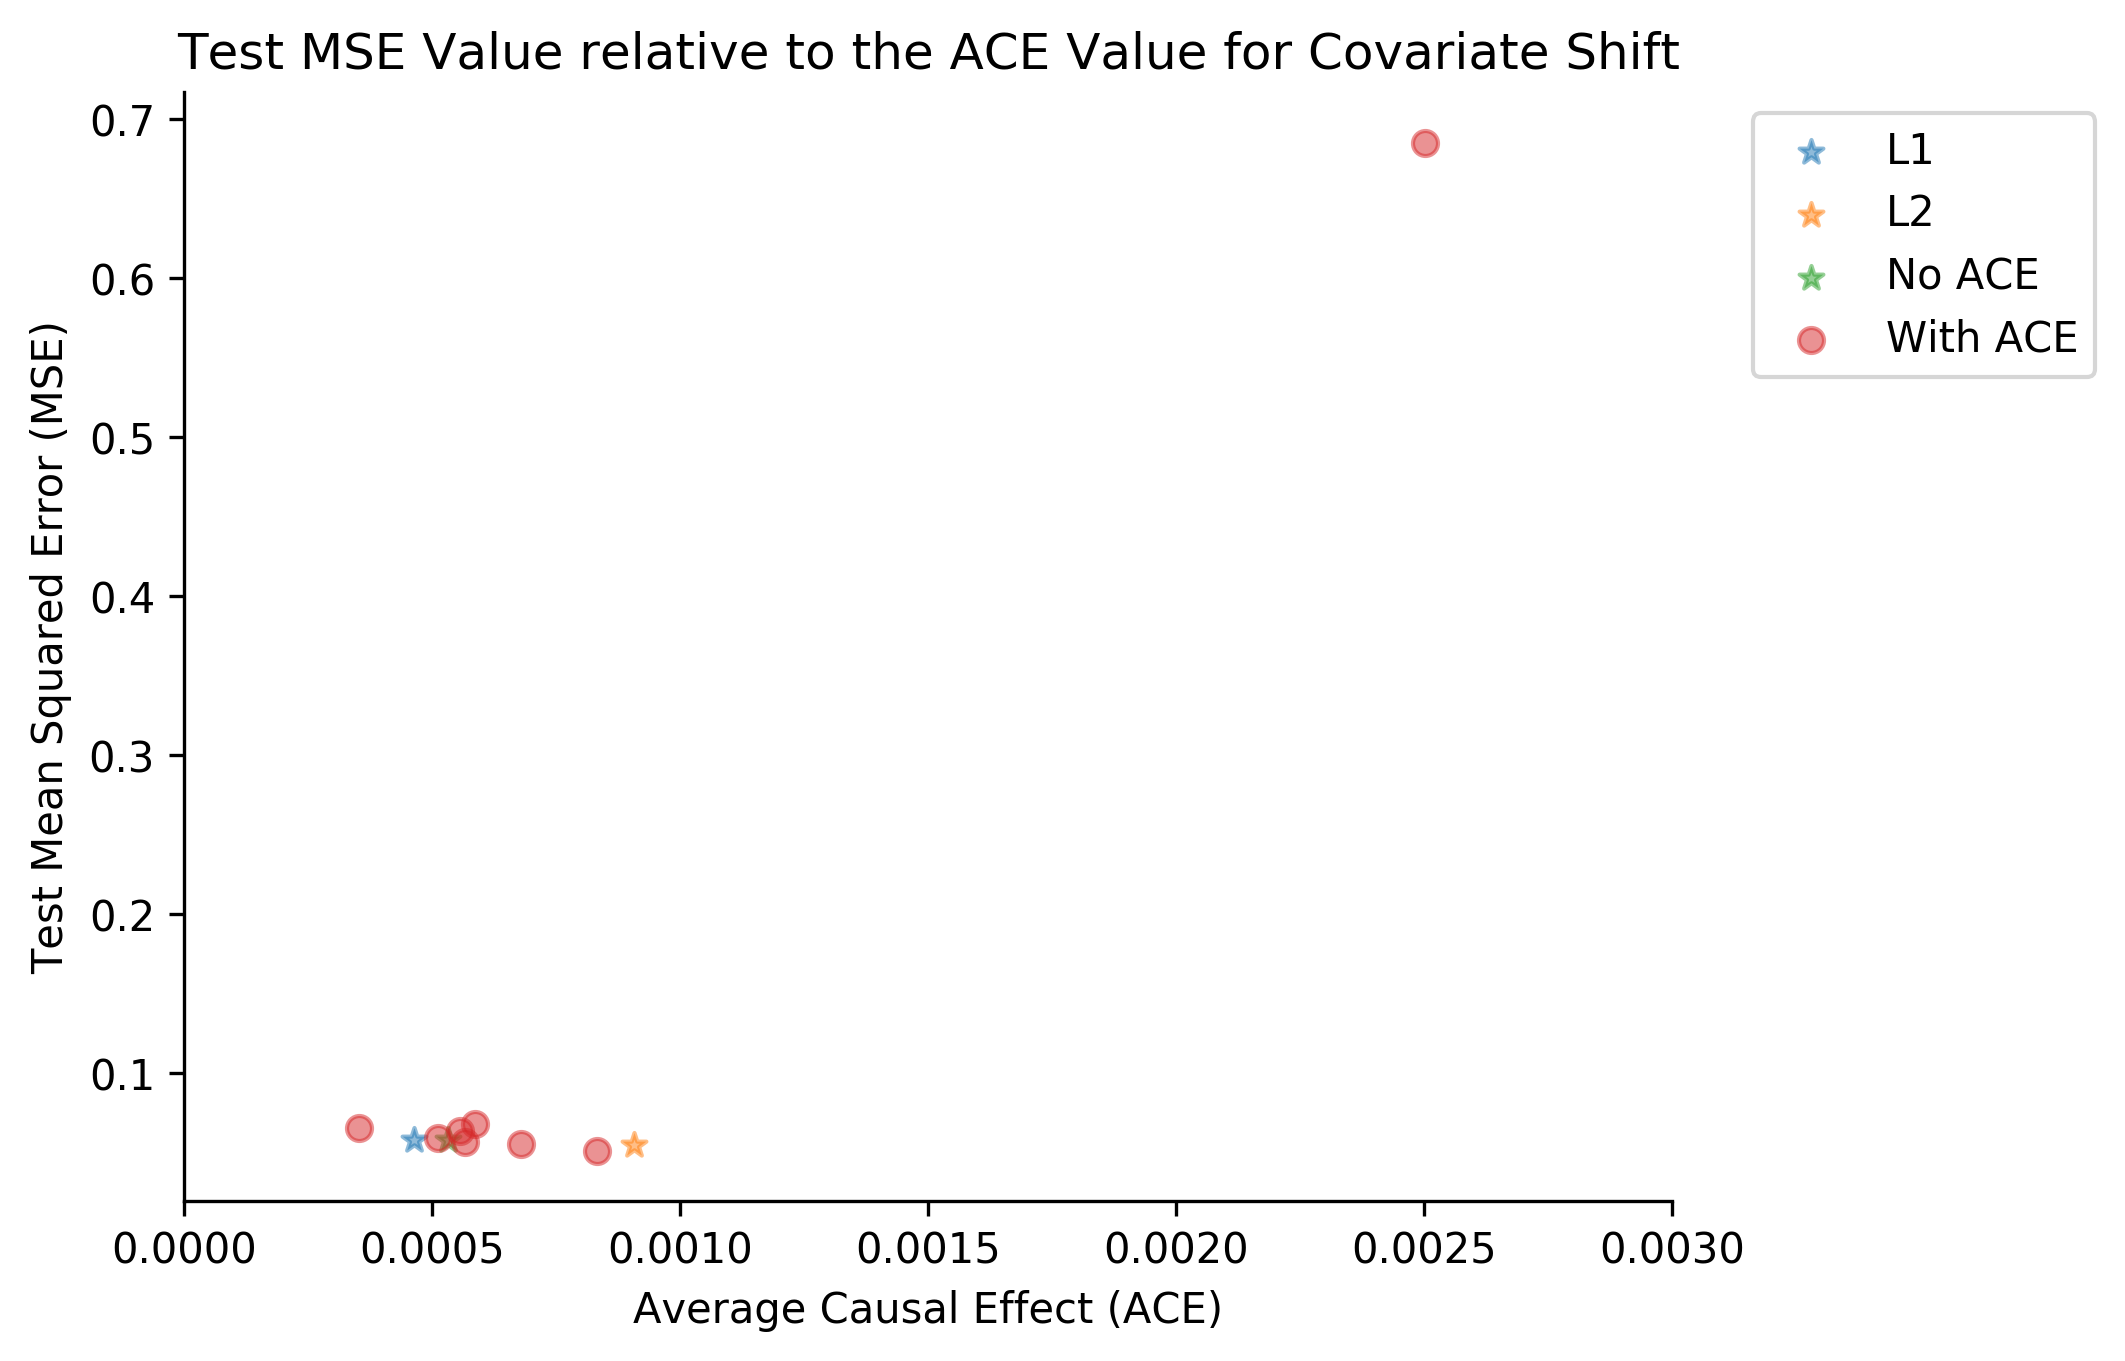 Test MSE Value relative to the ACE Value for Covariate Shift
0.7
0.6
0.5
0.4
0.3
0.2
0.1
Test Mean Squared Error (MSE)
0.0000 0.0005 0.0010 0.0015 0.0020 0.0025 0.0030
Average Causal Effect (ACE)
L1
L2
No ACE
With ACE